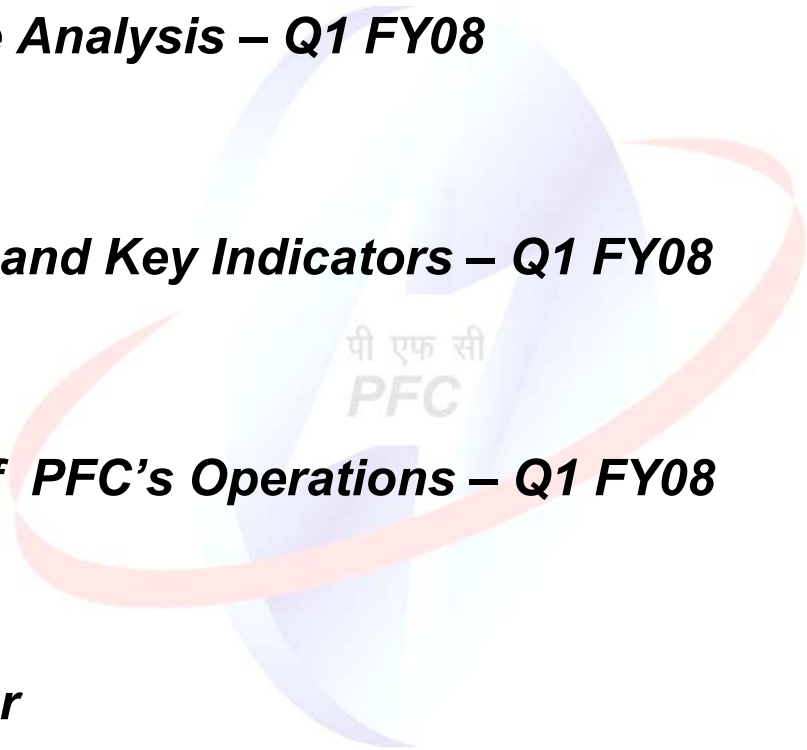 Analysis – Q1 FY08
and Key Indicators – Q1 FY08
पी एफ सी
PFC
PFC’s Operations – Q1 FY08